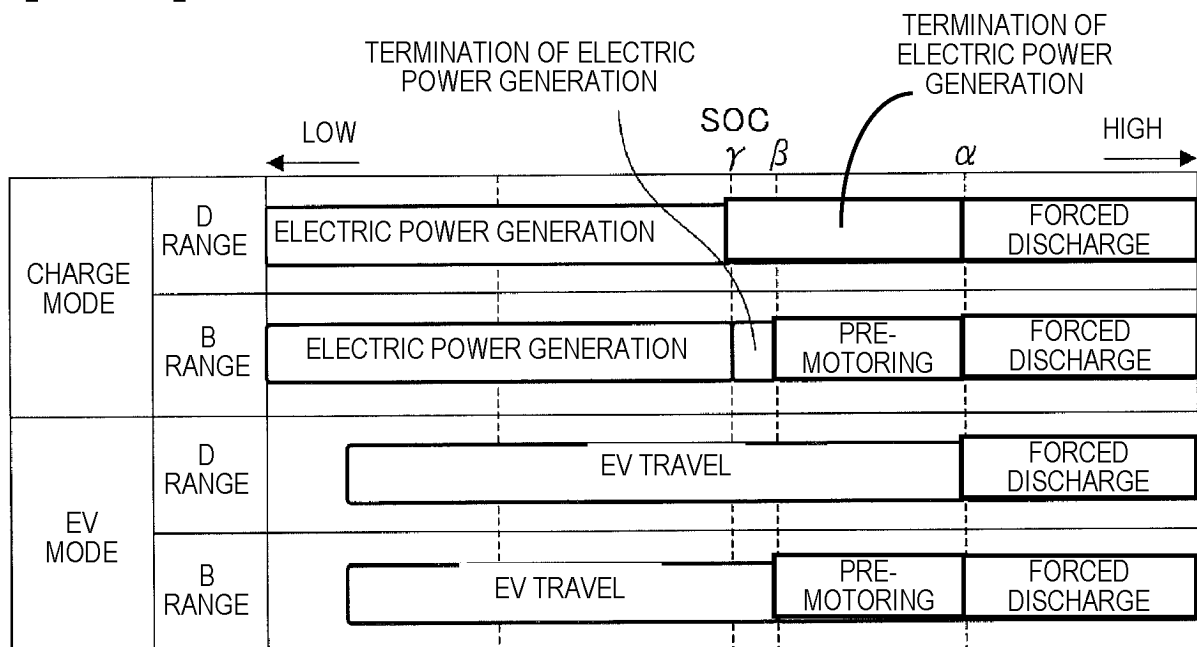 TERMINATION OF
ELECTRIC POWER
GENERATION
TERMINATION OF ELECTRIC
POWER GENERATION
LOW
SOC
HIGH
γ β α
CHARGE
MODE
D
RANGE
ELECTRIC POWER GENERATION
FORCED
DISCHARGE
B
RANGE
ELECTRIC POWER GENERATION
PRE-
MOTORING
FORCED
DISCHARGE
EV
MODE
D
RANGE
EV TRAVEL
FORCED
DISCHARGE
B
RANGE
EV TRAVEL
PRE-
MOTORING
FORCED
DISCHARGE